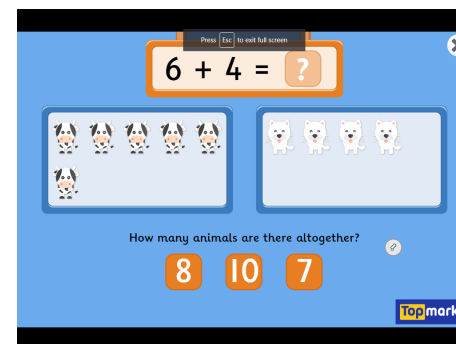 Press Esc to exit full screen
6 + 4 = ?
How many animals are there altogether?
8 10 7
Topmark